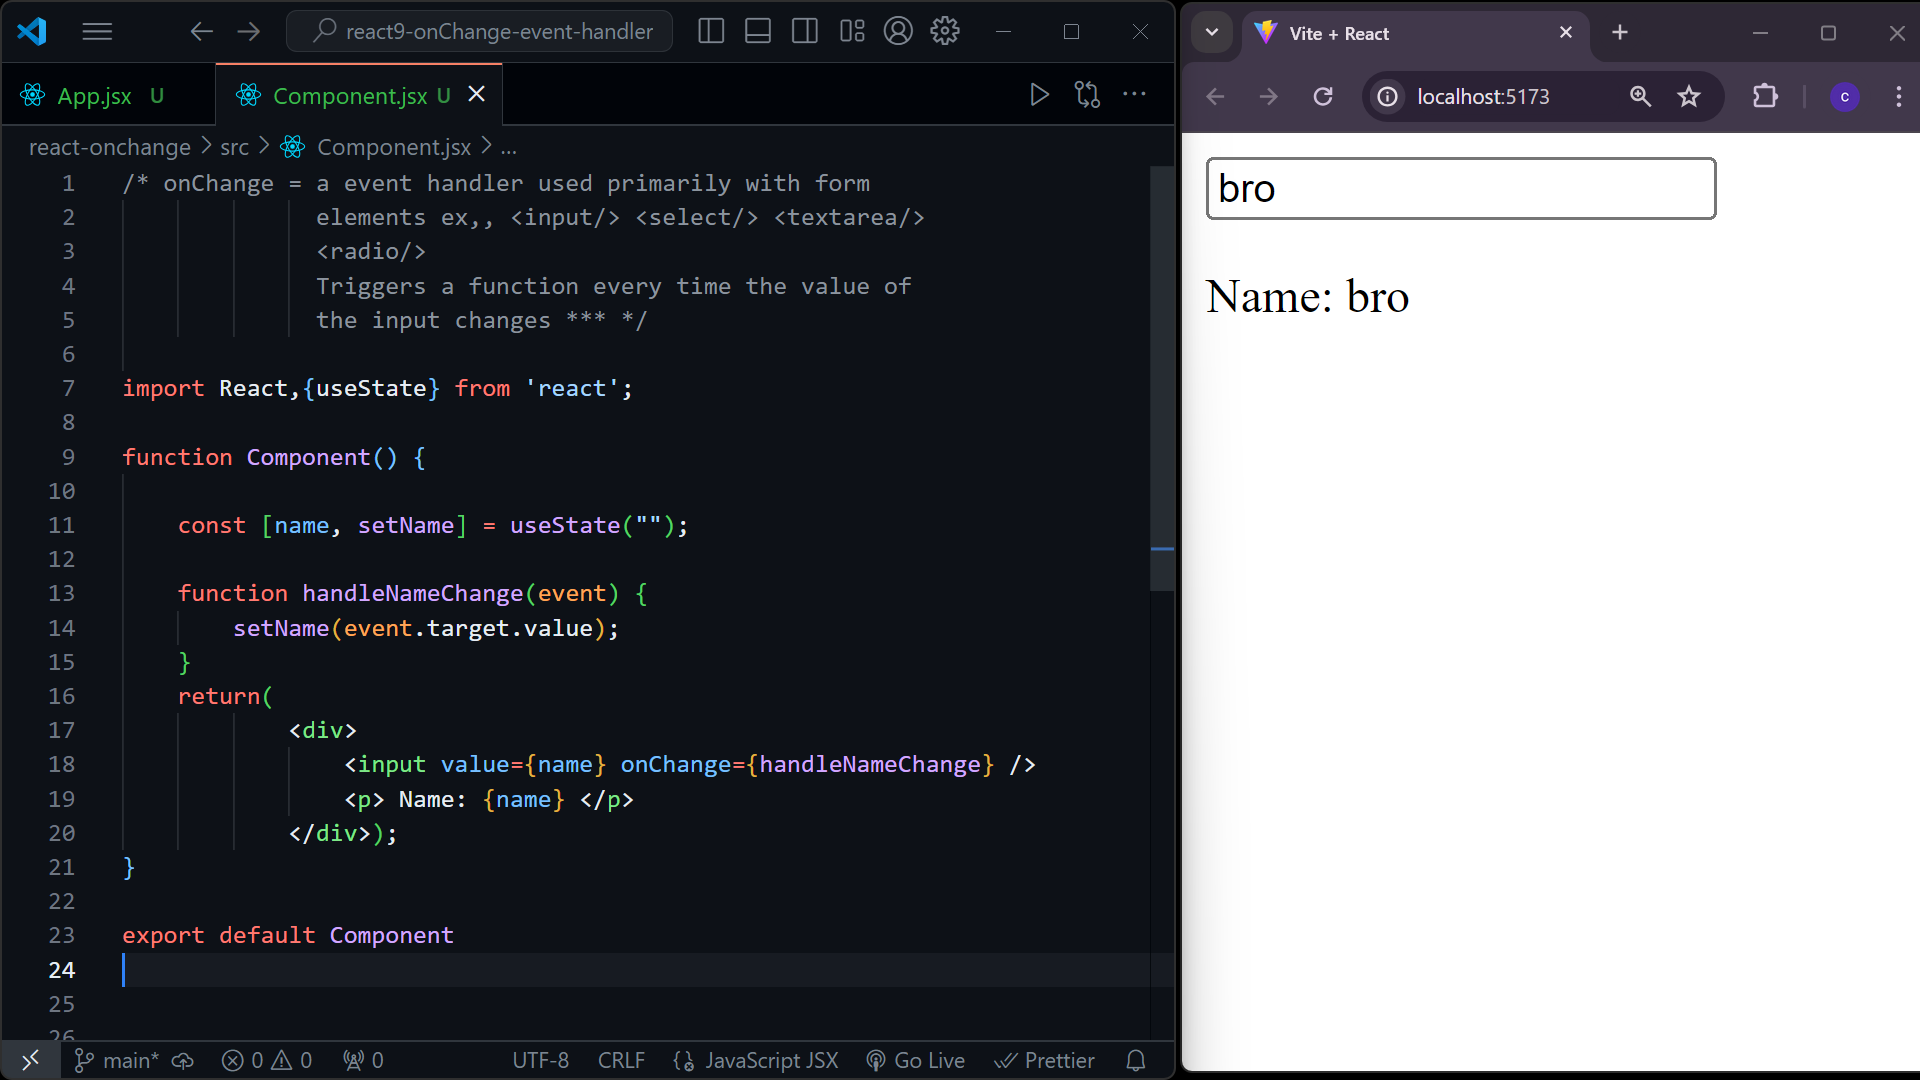 react9-onChange-event-handler
App.jsx U
Component.jsx U
react-onchange > src > Component.jsx > ...
1 /* onChange = a event handler used primarily with form
2 elements ex,, <input/> <select/> <textarea/>
3 <radio/>
4 Triggers a function every time the value of
5 the input changes *** */
6
7 import React,{useState} from 'react';
8
9 function Component() {
10
11 const [name, setName] = useState("");
12
13 function handleNameChange(event) {
14 setName(event.target.value);
15 }
16 return(
17 <div>
18 <input value={name} onChange={handleNameChange} />
19 <p> Name: {name} </p>
20 </div>);
21 }
22
23 export default Component
24
25
26
main* 0 0 0 UTF-8 CRLF JavaScript JSX Go Live Prettier
Vite + React
localhost:5173
c
bro
Name: bro